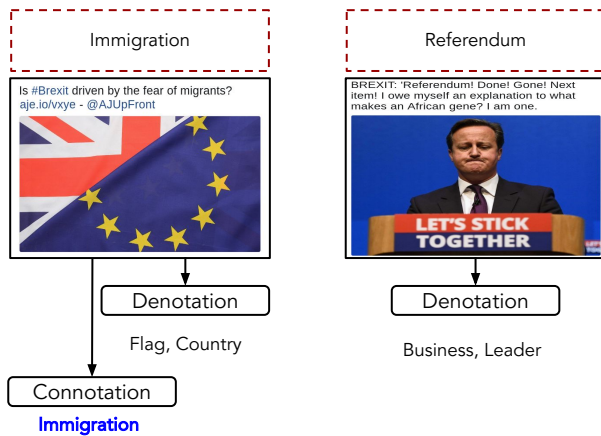 Immigration
Is #Brexit driven by the fear of migrants?
aje.io/vxye - @AJUpFront
Denotation
Flag, Country
Connotation
Immigration
Referendum
BREXIT: 'Referendum! Done! Gone! Next
item! I owe myself an explanation to what
makes an African gene? I am one.
LET'S STICK
TOGETHER
Denotation
Business, Leader